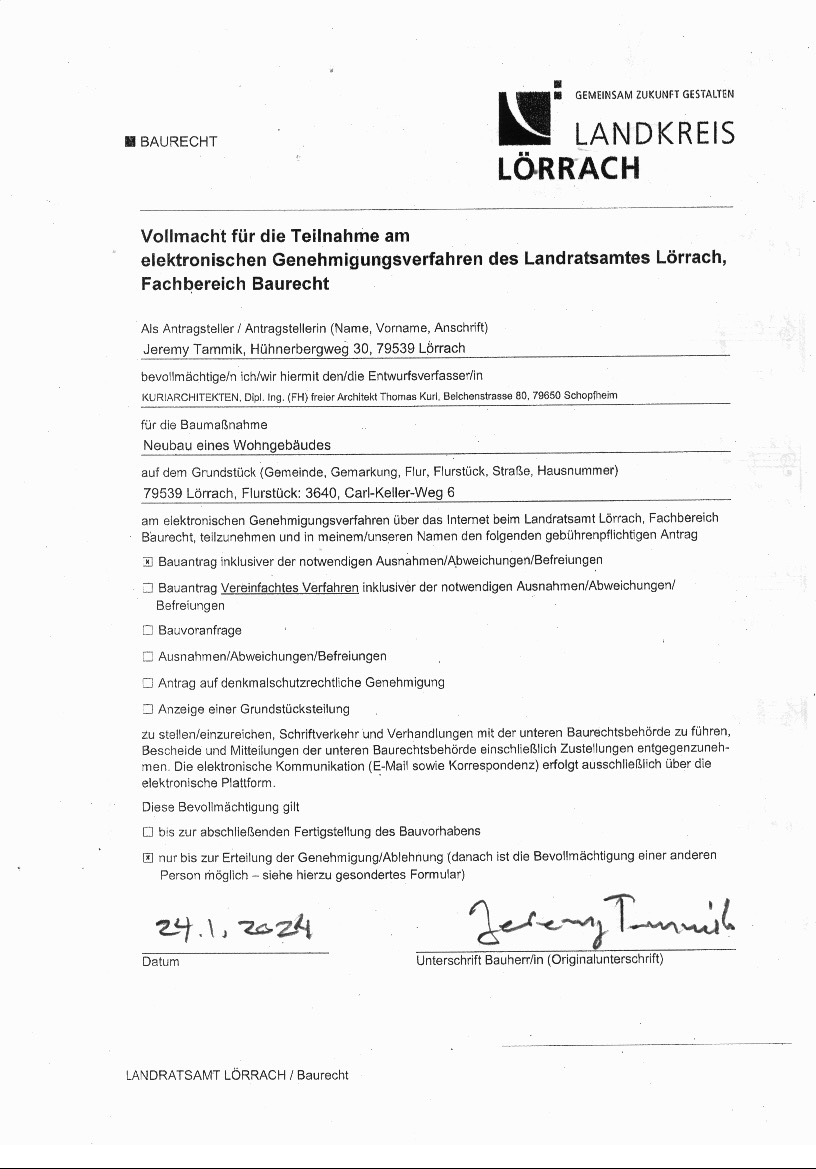 GEMEINSAM ZUKUNFT GESTALTEN
BAURECHT
LANDKREIS
LÖRRACH
Vollmacht für die Teilnahme am
elektronischen Genehmigungsverfahren des Landratsamtes Lörrach,
Fachbereich Baurecht
Als Antragsteller / Antragstellerin (Name, Vorname, Anschrift)
Jeremy Tammik, Hühnerbergweg 30, 79539 Lörrach
bevollmächtige/n ich/wir hiermit den/die Entwurfsverfasser/in
KURIARCHITEKTEN, Dipl. Ing. (FH) freier Architekt Thomas Kuri, Belchenstrasse 80, 79650 Schopfheim
für die Baumaßnahme
Neubau eines Wohngebäudes
auf dem Grundstück (Gemeinde, Gemarkung, Flur, Flurstück, Straße, Hausnummer)
79539 Lörrach, Flurstück: 3640, Carl-Keller-Weg 6
am elektronischen Genehmigungsverfahren über das Internet beim Landratsamt Lörrach, Fachbereich
Baurecht, teilzunehmen und in meinem/unseren Namen den folgenden gebührenpflichtigen Antrag
☒ Bauantrag inklusiver der notwendigen Ausnahmen/Abweichungen/Befreiungen
☐ Bauantrag Vereinfachtes Verfahren inklusiver der notwendigen Ausnahmen/Abweichungen/
Befreiungen
☐ Bauvoranfrage
☐ Ausnahmen/Abweichungen/Befreiungen
☐ Antrag auf denkmalschutzrechtliche Genehmigung
☐ Anzeige einer Grundstücksteilung
zu stellen/einzureichen, Schriftverkehr und Verhandlungen mit der unteren Baurechtsbehörde zu führen,
Bescheide und Mitteilungen der unteren Baurechtsbehörde einschließlich Zustellungen entgegenzuneh-
men. Die elektronische Kommunikation (E-Mail sowie Korrespondenz) erfolgt ausschließlich über die
elektronische Plattform.
Diese Bevollmächtigung gilt
☐ bis zur abschließenden Fertigstellung des Bauvorhabens
☒ nur bis zur Erteilung der Genehmigung/Ablehnung (danach ist die Bevollmächtigung einer anderen
Person möglich – siehe hierzu gesondertes Formular)
24.1.2024 Jeremy Tammik
Datum Unterschrift Bauherr/in (Originalunterschrift)
LANDRATSAMT LÖRRACH / Baurecht